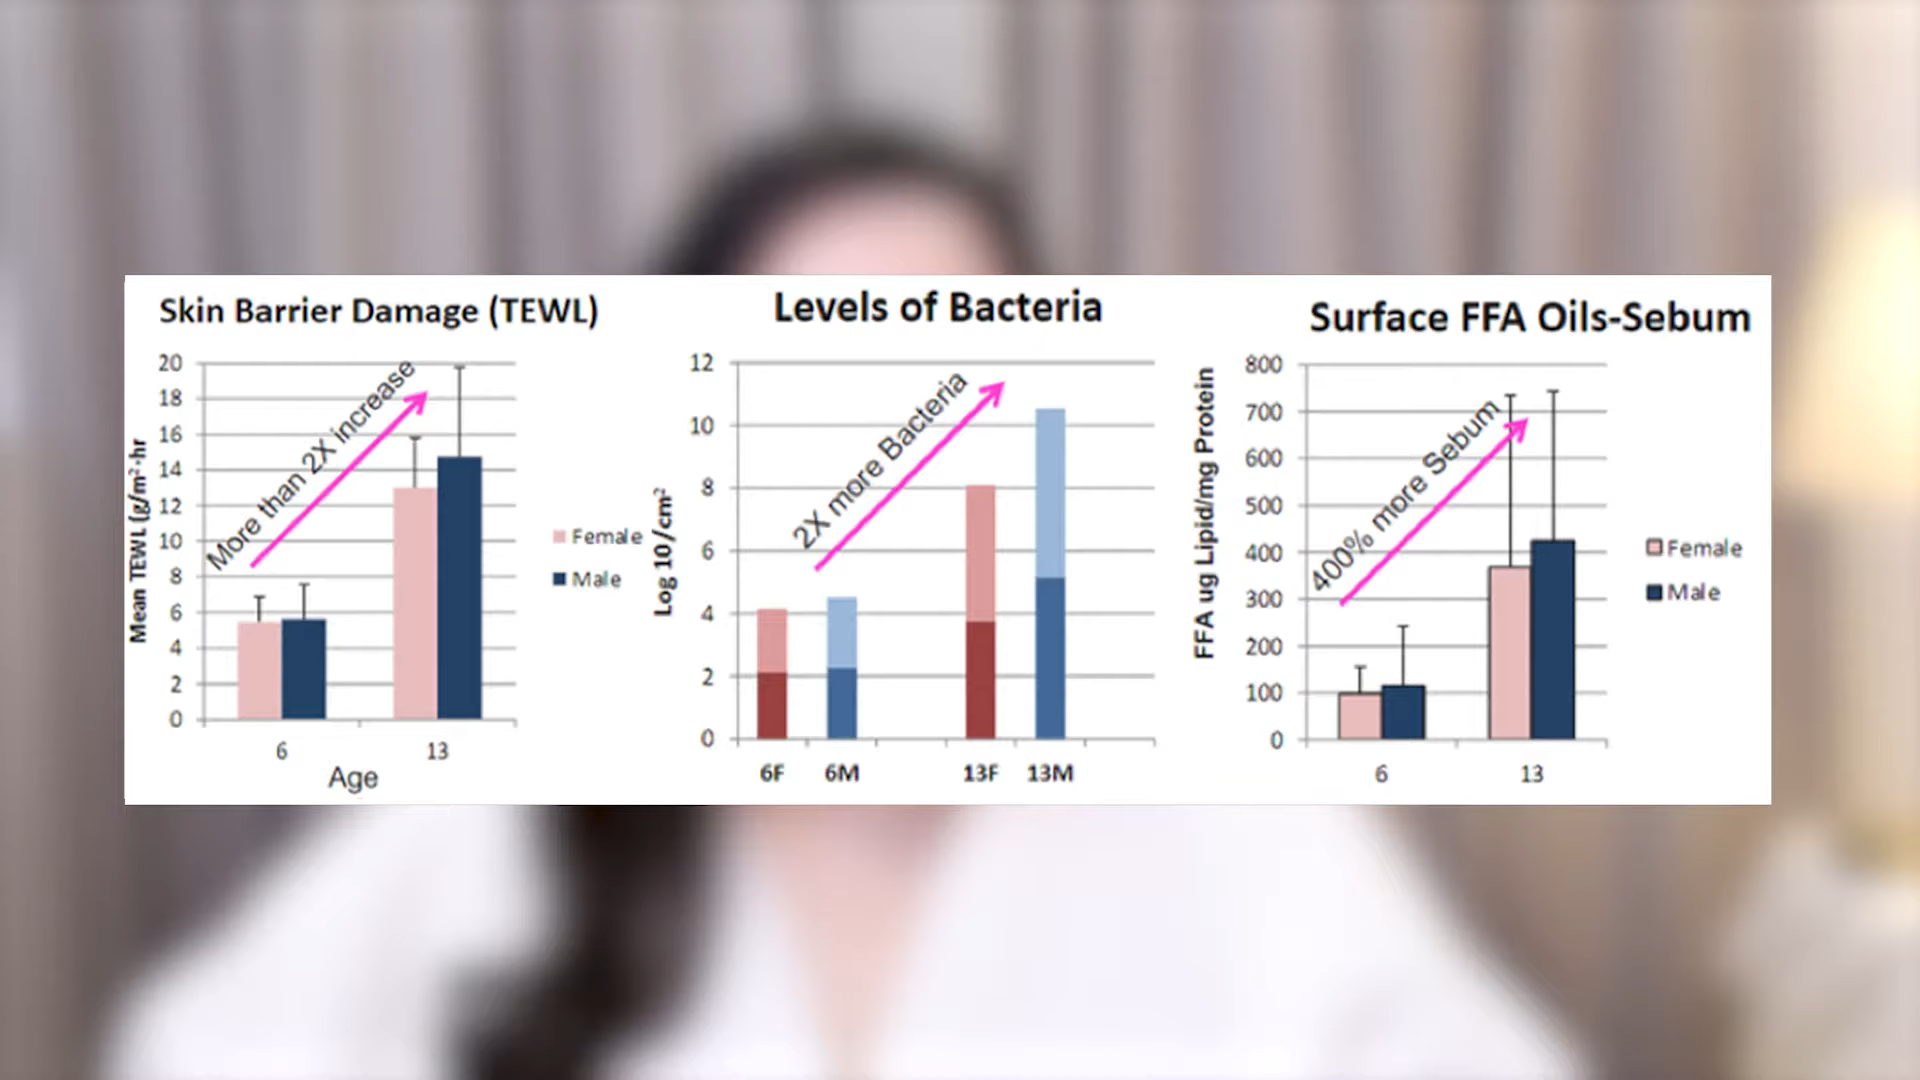 Skin Barrier Damage (TEWL)
20
18
16
14
12
10
8
6
4
2
0
Mean TEWL (g/m²·hr
More than 2X increase
6
13
Age
Female
Male
Levels of Bacteria
12
10
8
6
4
2
0
Log 10/cm²
2X more Bacteria
6F
6M
13F
13M
Surface FFA Oils-Sebum
800
700
600
500
400
300
200
100
0
FFA ug Lipid/mg Protein
400% more Sebum
6
13
Female
Male